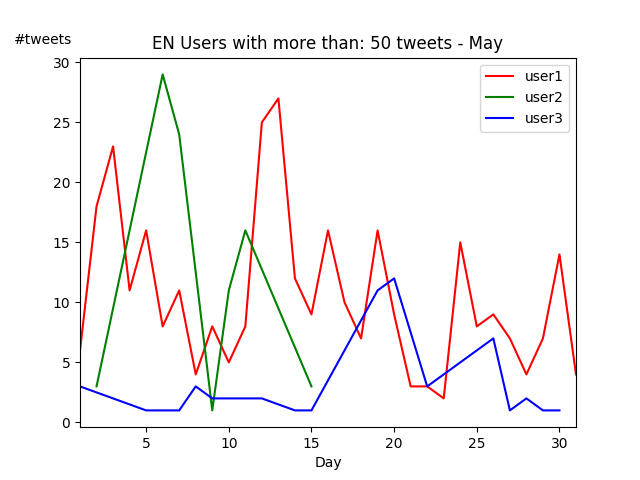 #tweets
EN Users with more than: 50 tweets - May
user1
user2
user3
30
25
20
15
10
5
0
5 10 15 20 25 30
Day